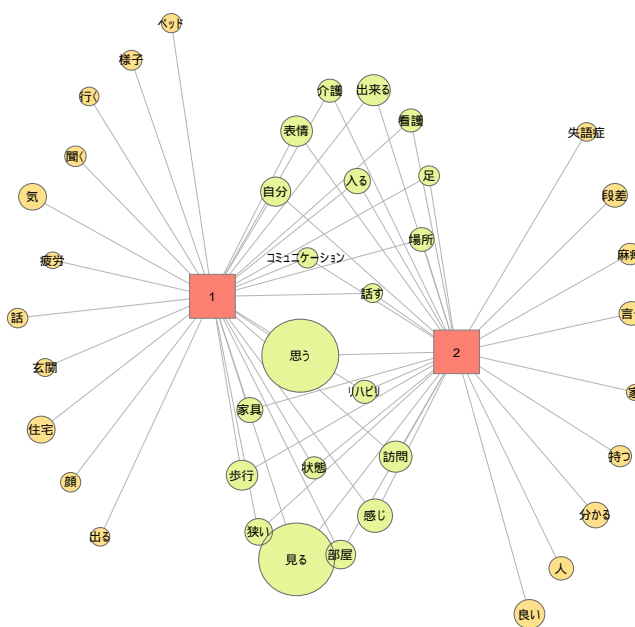 ベッド
様子
行く
聞く
気
疲労
話
玄関
住宅
顔
出る
1
介護
出来る
看護
表情
入る
足
自分
場所
コミュニケーション
話す
思う
リハビリ
家具
訪問
状態
歩行
感じ
狭い
部屋
見る
2
失語症
段差
持つ
分かる
人
良い